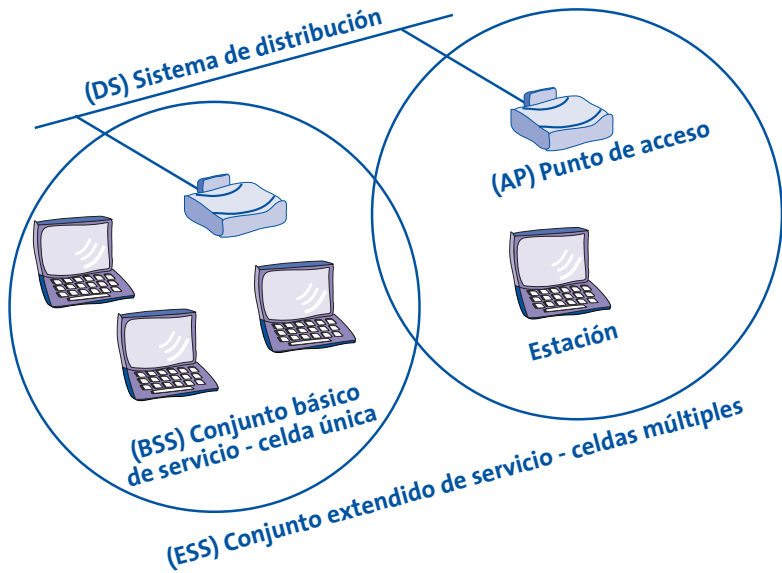 (DS) Sistema de distribución
(AP) Punto de acceso
Estación
(BSS) Conjunto básico
de servicio - celda única
(ESS) Conjunto extendido de servicio - celdas múltiples